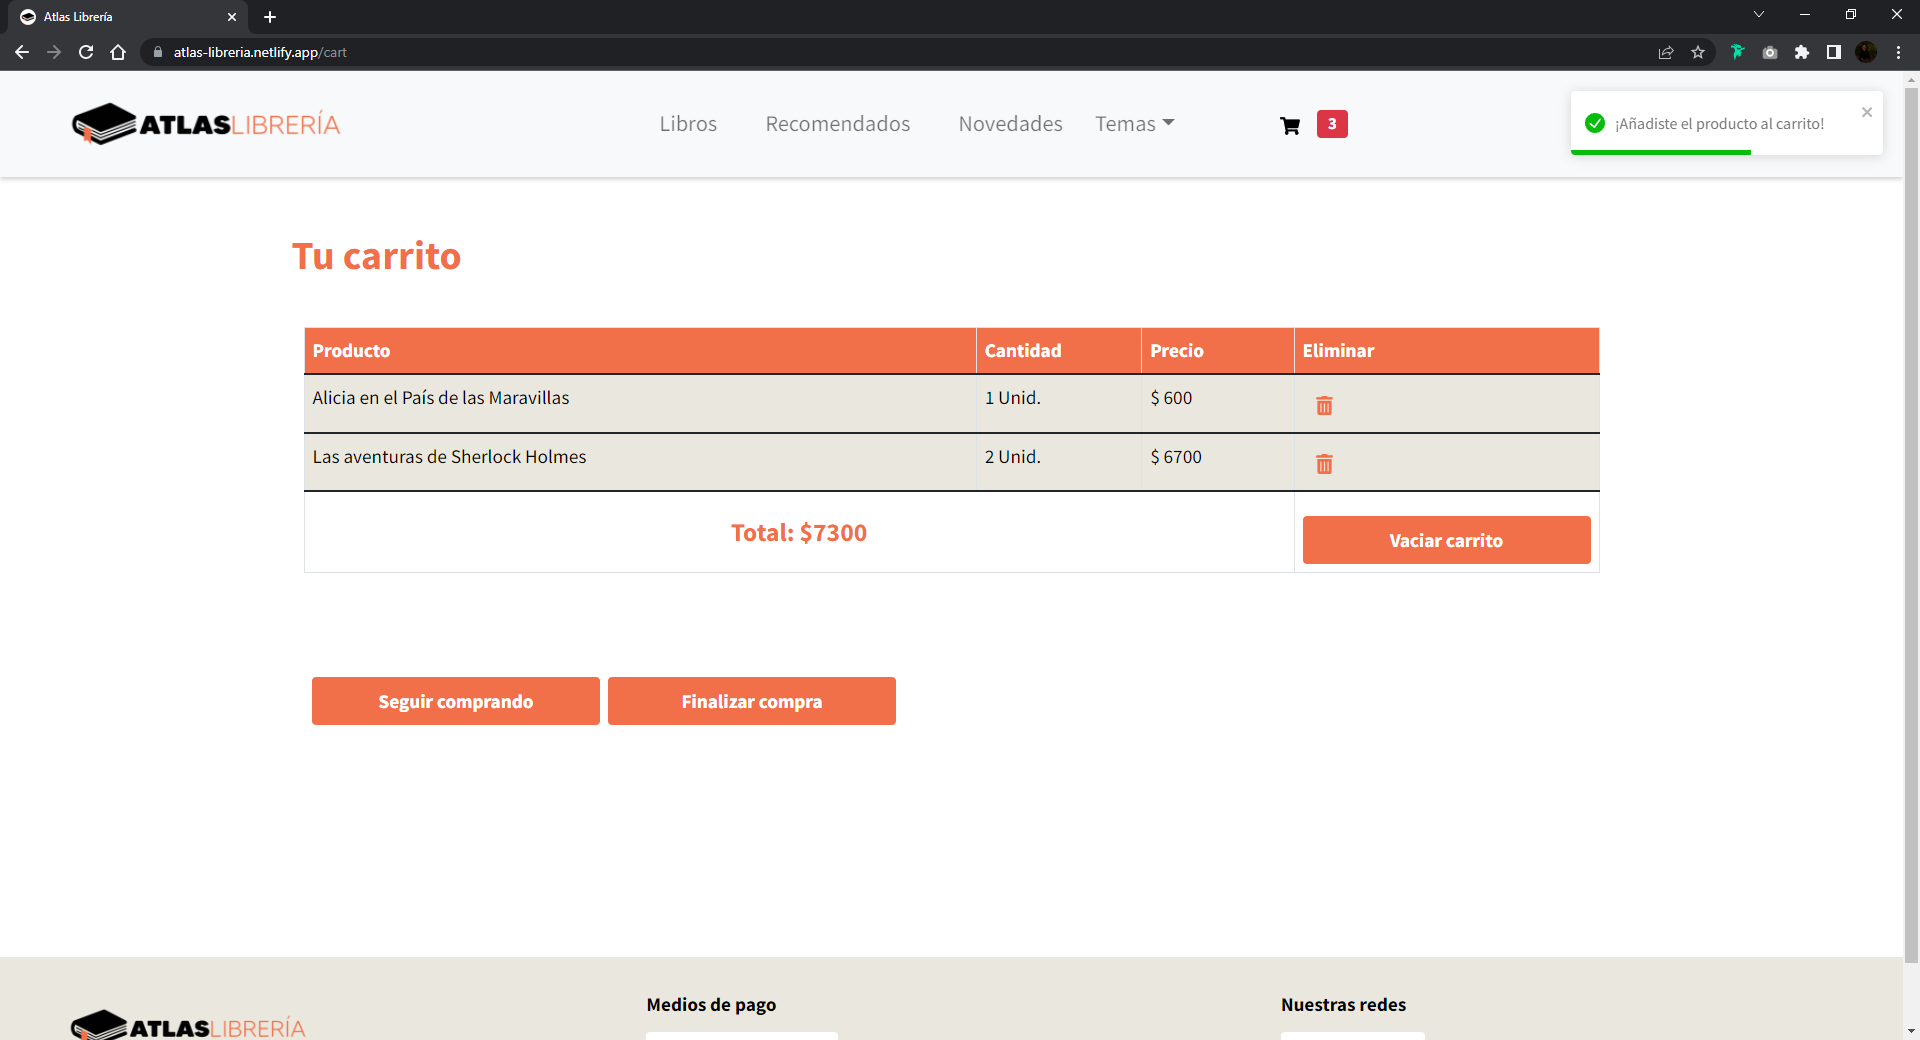 Atlas Librería
atlas-libreria.netlify.app/cart
ATLASLIBRERÍA
Libros
Recomendados
Novedades
Temas
3
¡Añadiste el producto al carrito!
Tu carrito
Producto Cantidad Precio Eliminar
Alicia en el País de las Maravillas 1 Unid. $ 600
Las aventuras de Sherlock Holmes 2 Unid. $ 6700
Total: $7300
Vaciar carrito
Seguir comprando
Finalizar compra
ATLASLIBRERÍA
Medios de pago
Nuestras redes